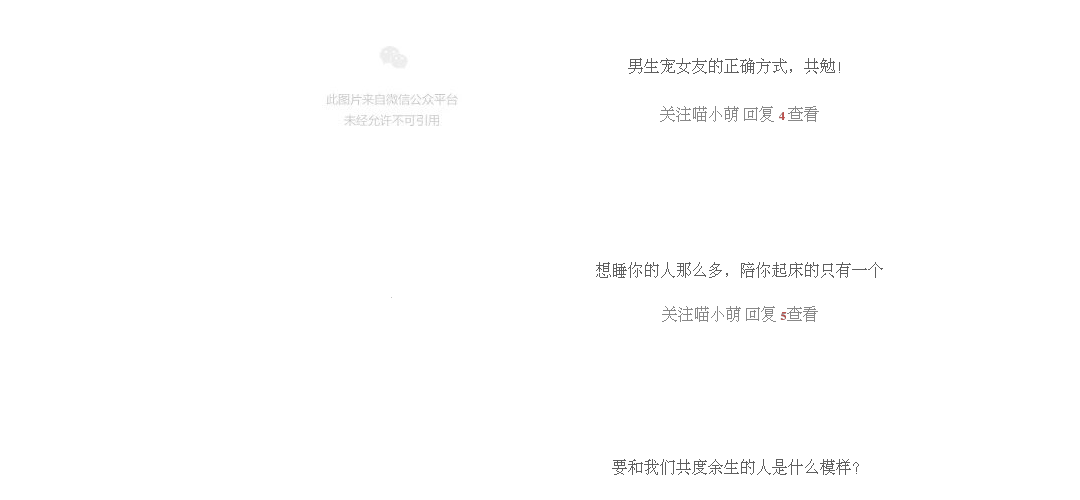 此图片来自微信公众平台
未经允许不可引用
男生宠女友的正确方式，共勉！
关注喵小萌 回复 4 查看
想睡你的人那么多，陪你起床的只有一个
关注喵小萌 回复 5查看
要和我们共度余生的人是什么模样？